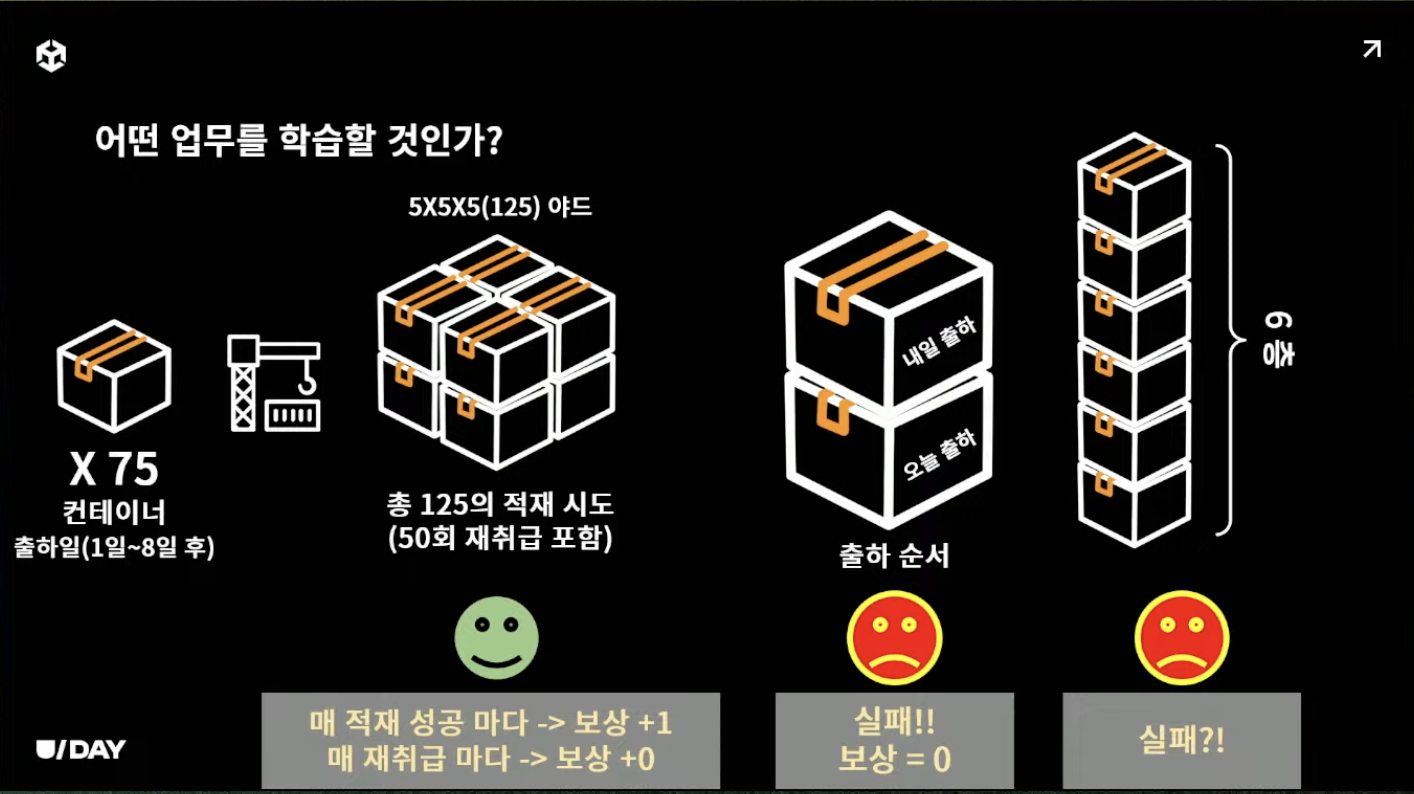 어떤 업무를 학습할 것인가?
5X5X5(125) 야드
X 75
컨테이너
출하일(1일~8일 후)
총 125의 적재 시도
(50회 재취급 포함)
내일 출하
오늘 출하
출하 순서
6층
매 적재 성공 마다 -> 보상 +1
매 재취급 마다 -> 보상 +0
실패!!
보상 = 0
실패?!
U/DAY